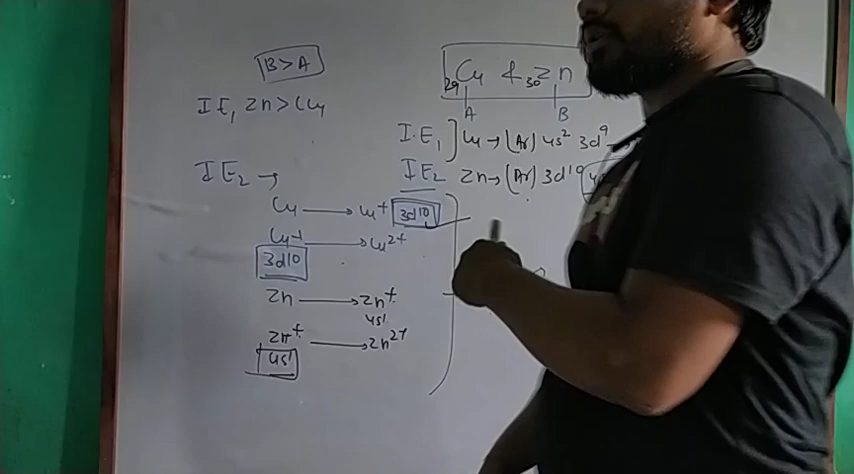 B > A
IE₁ Zn > Cu
IE₂ →
Cu → Cu⁺ 3d¹⁰
Cu⁺ → Cu²⁺
3d¹⁰
Zn → Zn⁺
4s¹
Zn⁺ → Zn²⁺
4s¹
₂₉Cu & ₃₀Zn
A B
I.E₁ ] Cu → (Ar) 4s² 3d⁹
IE₂ Zn → (Ar) 3d¹⁰